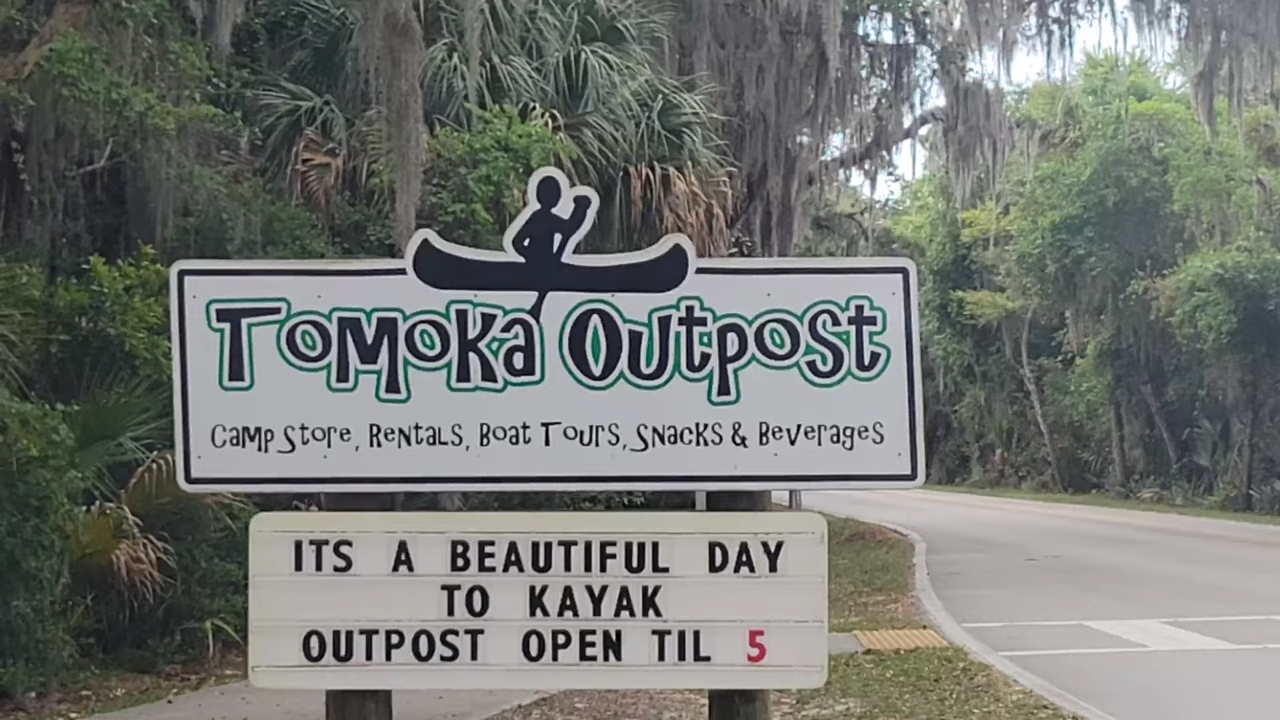 Tomoka Outpost
Camp Store, Rentals, Boat Tours, Snacks & Beverages
ITS A BEAUTIFUL DAY
TO KAYAK
OUTPOST OPEN TIL 5